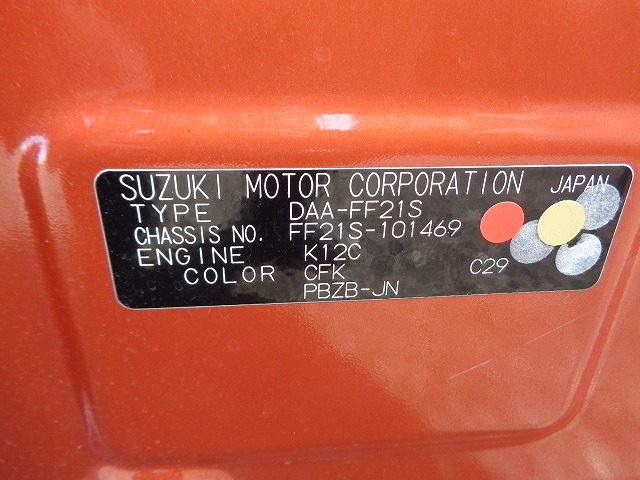 SUZUKI MOTOR CORPORATION JAPAN
TYPE DAA-FF21S
CHASSIS NO. FF21S-101469
ENGINE K12C
COLOR CFK C29
PBZB-JN